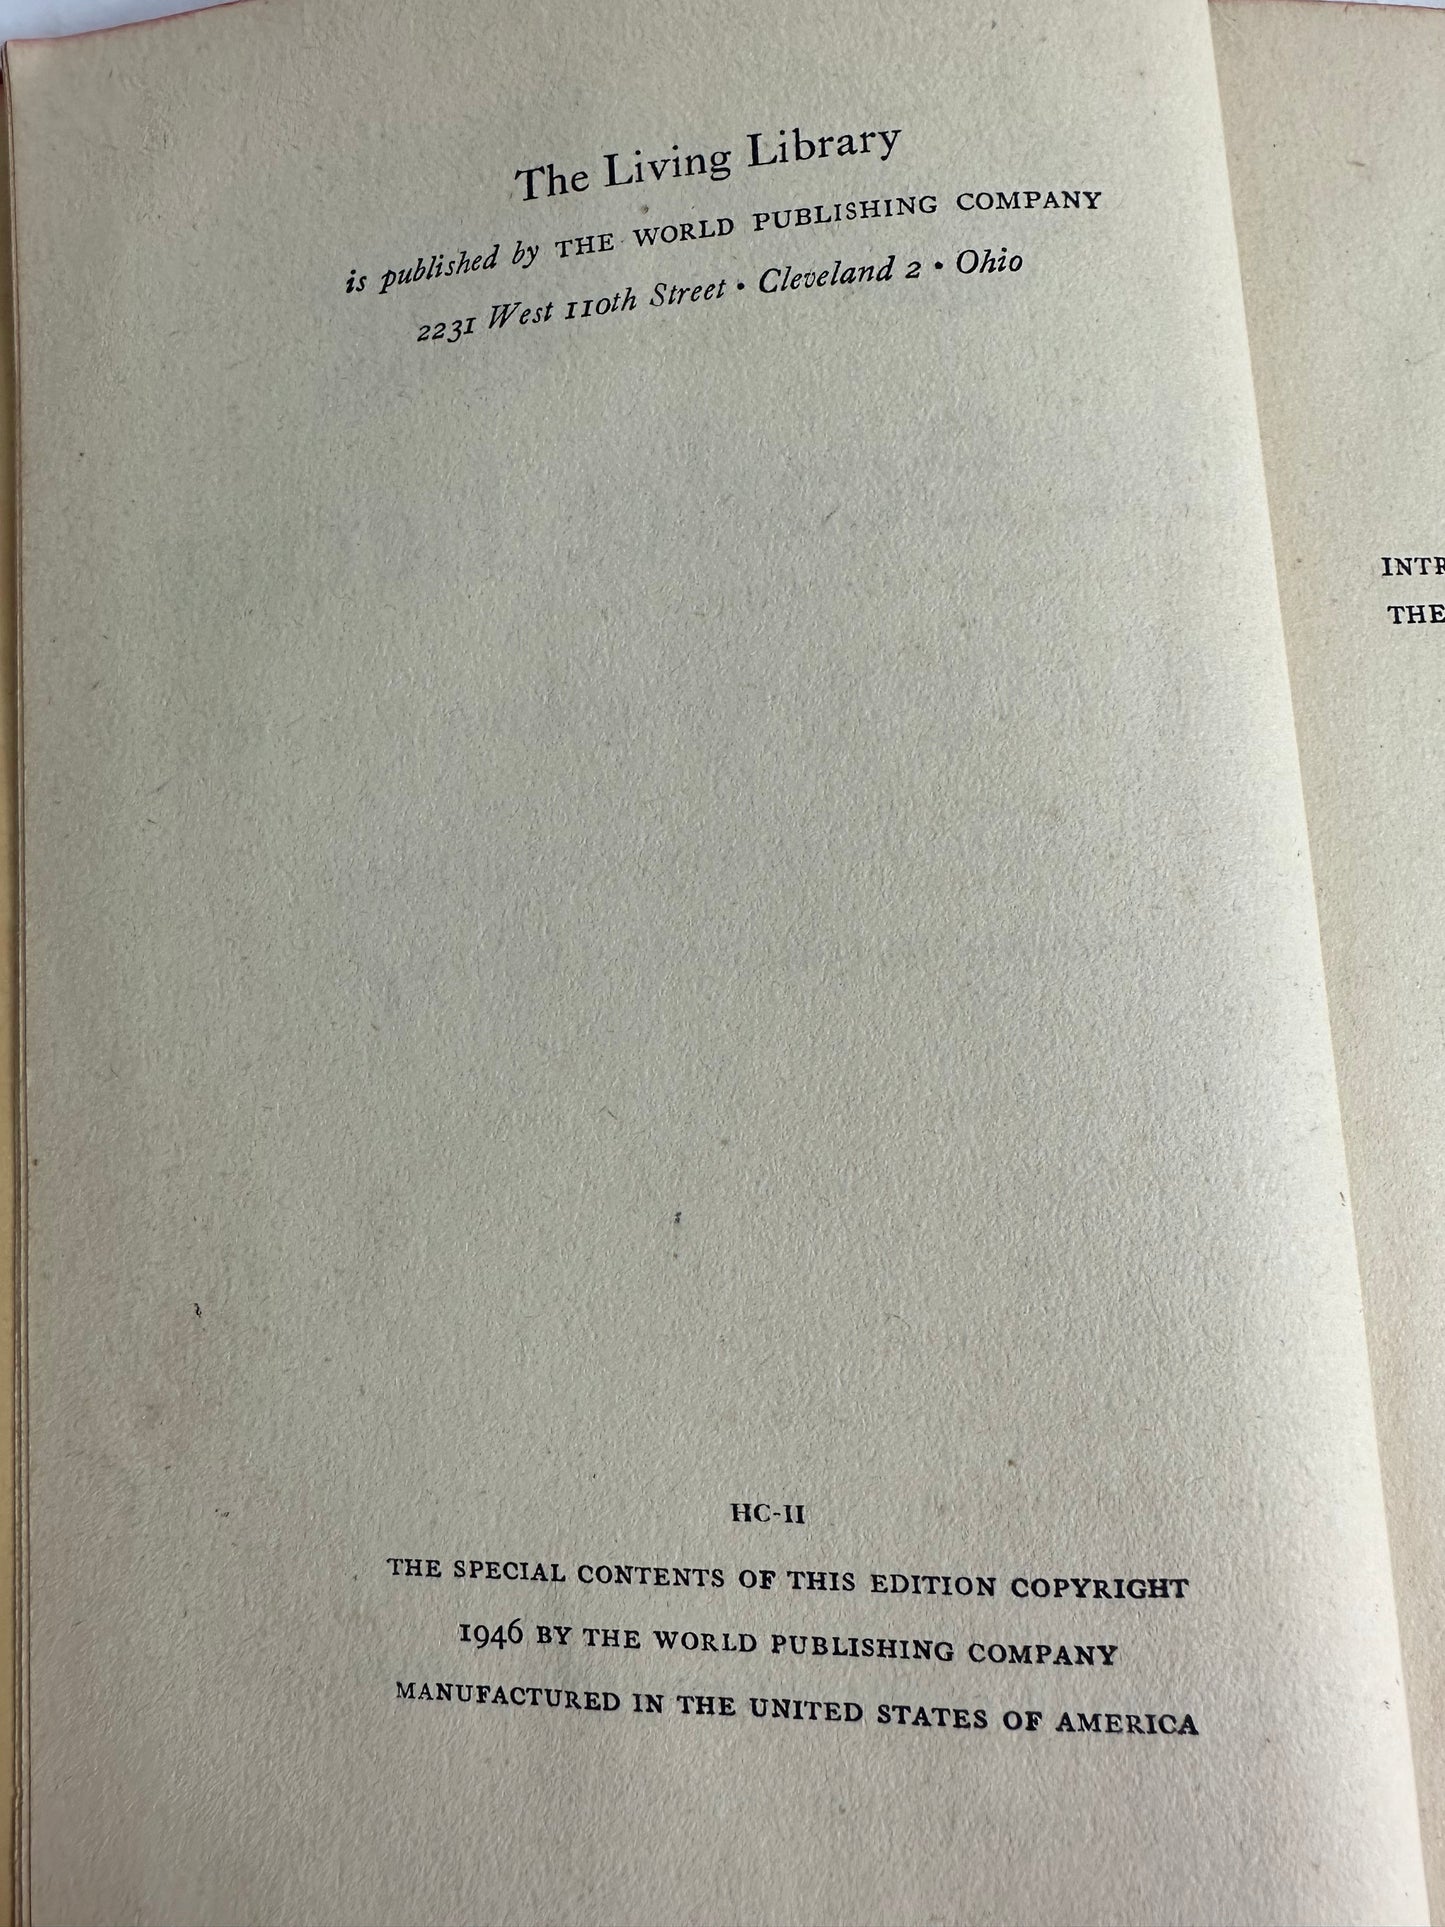 The Living Library
is published by THE WORLD PUBLISHING COMPANY
2231 West 110th Street • Cleveland 2 • Ohio
HC-II
THE SPECIAL CONTENTS OF THIS EDITION COPYRIGHT
1946 BY THE WORLD PUBLISHING COMPANY
MANUFACTURED IN THE UNITED STATES OF AMERICA
INTR
THE